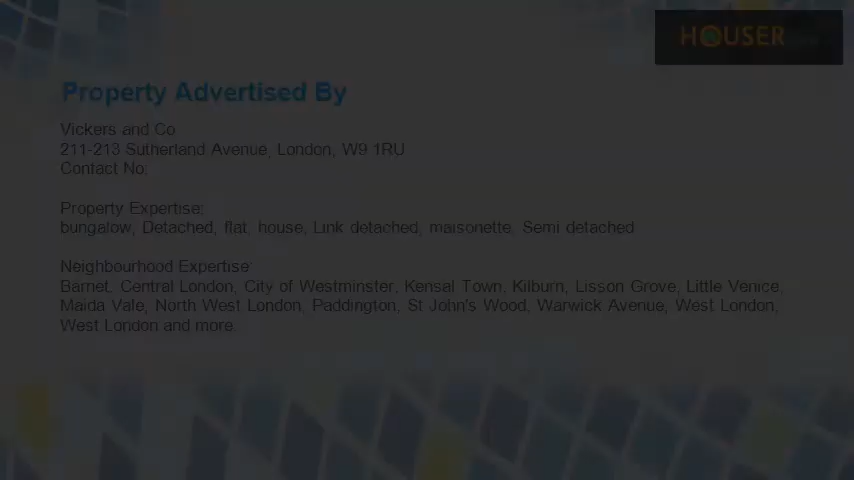 HOUSER
Property Advertised By
Vickers and Co
211-213 Sutherland Avenue, London, W9 1RU
Contact No:
Property Expertise:
bungalow, Detached, flat, house, Link detached, maisonette, Semi detached
Neighbourhood Expertise:
Barnet, Central London, City of Westminster, Kensal Town, Kilburn, Lisson Grove, Little Venice,
Maida Vale, North West London, Paddington, St John's Wood, Warwick Avenue, West London,
West London and more.